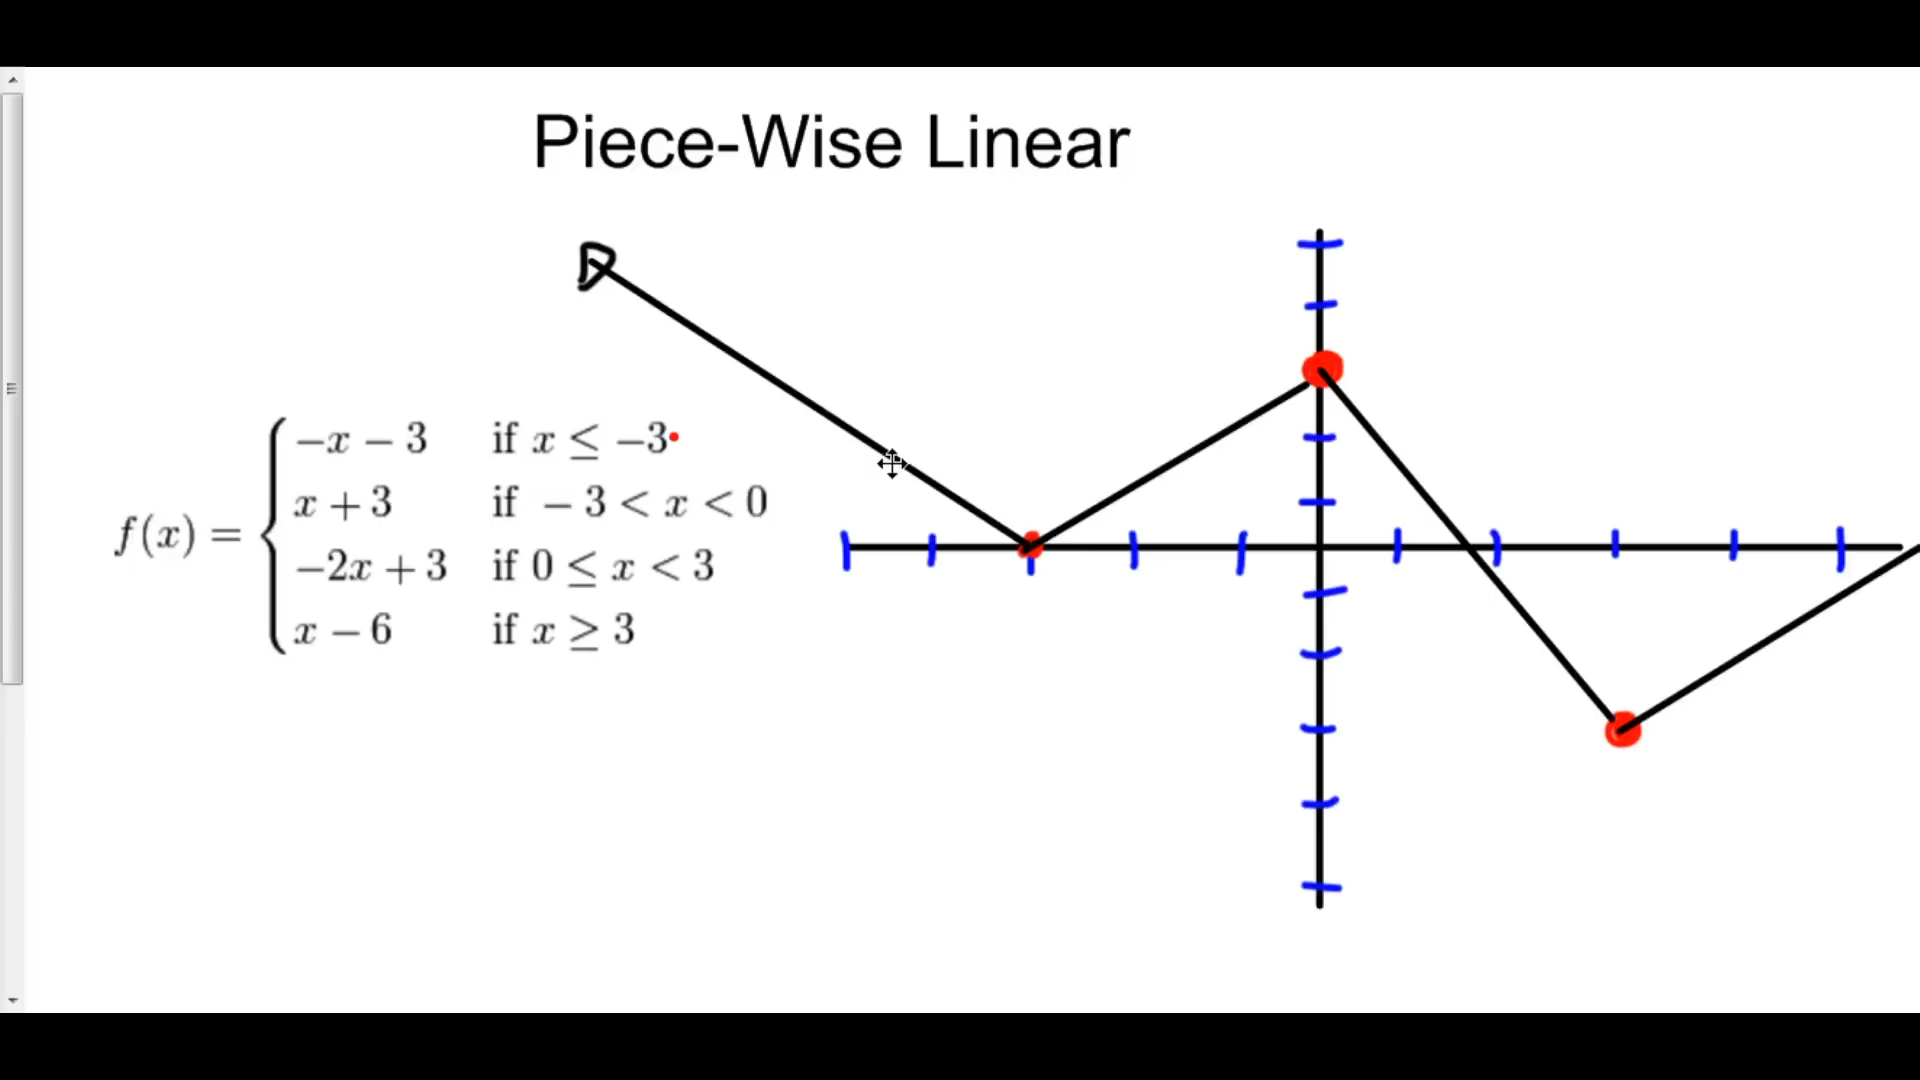 Piece-Wise Linear
−x − 3 if x ≤ −3
x + 3 if − 3 < x < 0
f(x) =
−2x + 3 if 0 ≤ x < 3
x − 6 if x ≥ 3